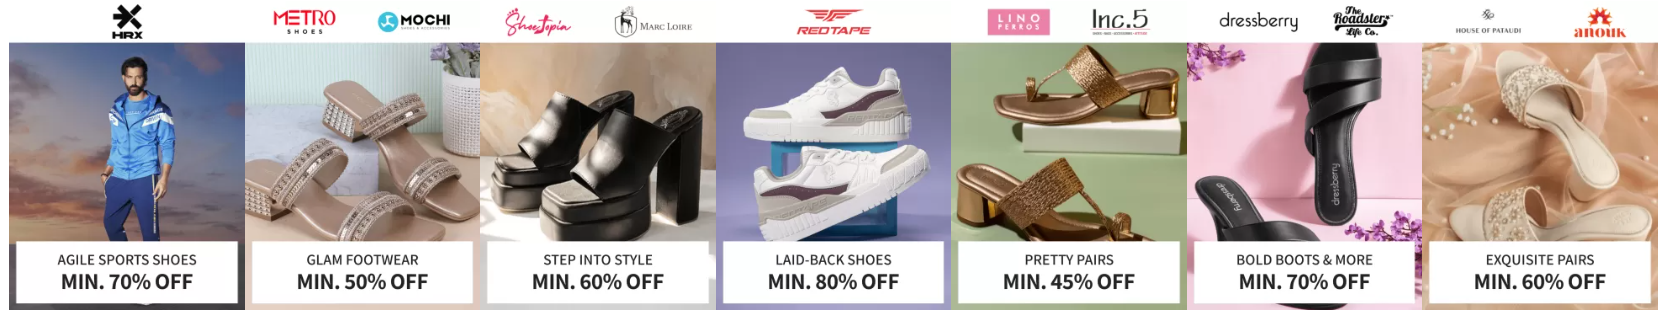 HRX
METRO
SHOES
MOCHI
SHOES & ACCESSORIES
Shoetopia
MARC LOIRE
REDTAPE
LINO
PERROS
Inc.5
dressberry
The
Roadster
Life Co.
HOUSE OF PATAUDI
anouk
dressberry
dressberry
AGILE SPORTS SHOES
MIN. 70% OFF
GLAM FOOTWEAR
MIN. 50% OFF
STEP INTO STYLE
MIN. 60% OFF
LAID-BACK SHOES
MIN. 80% OFF
PRETTY PAIRS
MIN. 45% OFF
BOLD BOOTS & MORE
MIN. 70% OFF
EXQUISITE PAIRS
MIN. 60% OFF